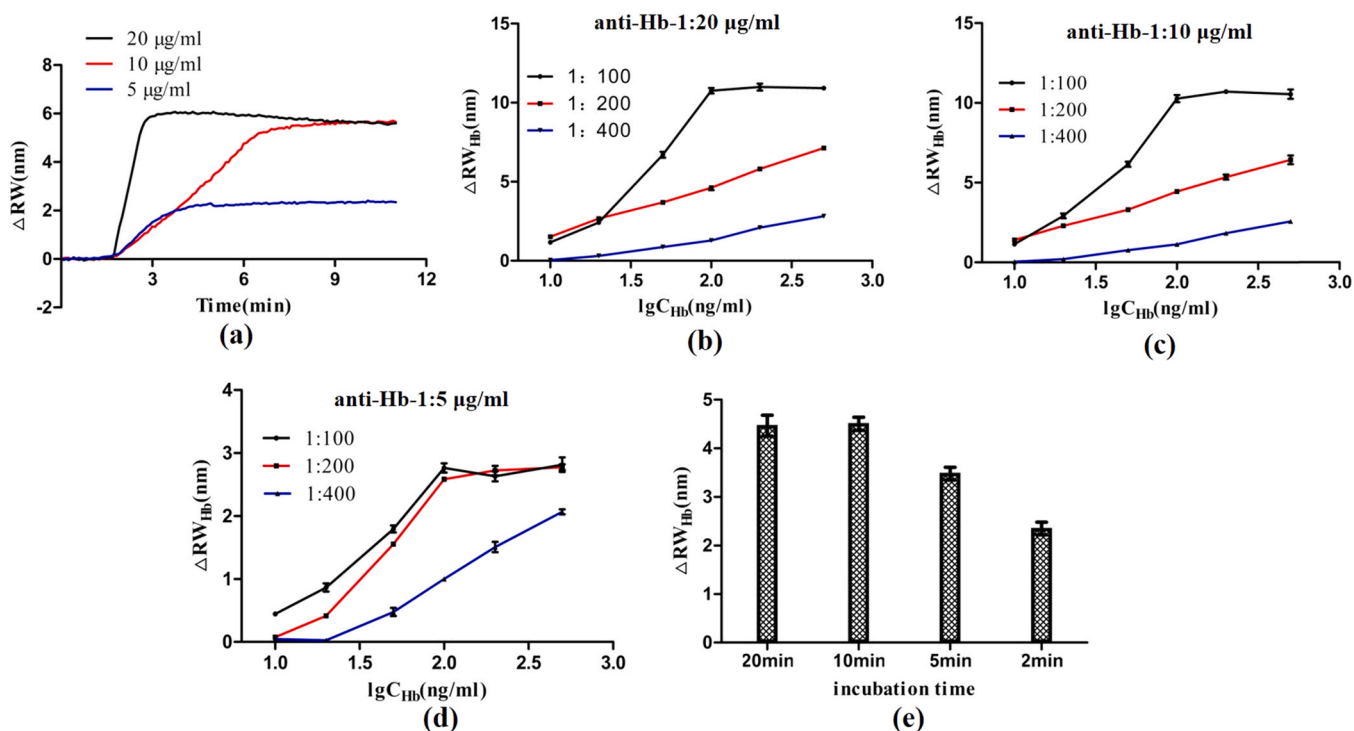 20 μg/ml
10 μg/ml
5 μg/ml
8
6
4
2
0
-2
3
6
9
12
△RW(nm)
Time(min)
(a)
anti-Hb-1:20 μg/ml
1: 100
1: 200
1: 400
15
10
5
0
1.0
1.5
2.0
2.5
3.0
△RWHb(nm)
lgCHb(ng/ml)
(b)
anti-Hb-1:10 μg/ml
1:100
1:200
1:400
15
10
5
0
1.0
1.5
2.0
2.5
3.0
△RWHb(nm)
lgCHb(ng/ml)
(c)
anti-Hb-1:5 μg/ml
1:100
1:200
1:400
4
3
2
1
0
1.0
1.5
2.0
2.5
3.0
△RWHb(nm)
lgCHb(ng/ml)
(d)
5
4
3
2
1
0
20min
10min
5min
2min
△RWHb(nm)
incubation time
(e)